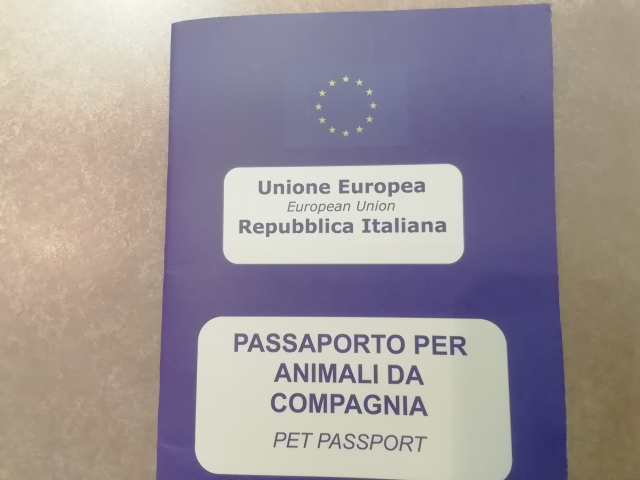 Unione Europea
European Union
Repubblica Italiana
PASSAPORTO PER
ANIMALI DA
COMPAGNIA
PET PASSPORT